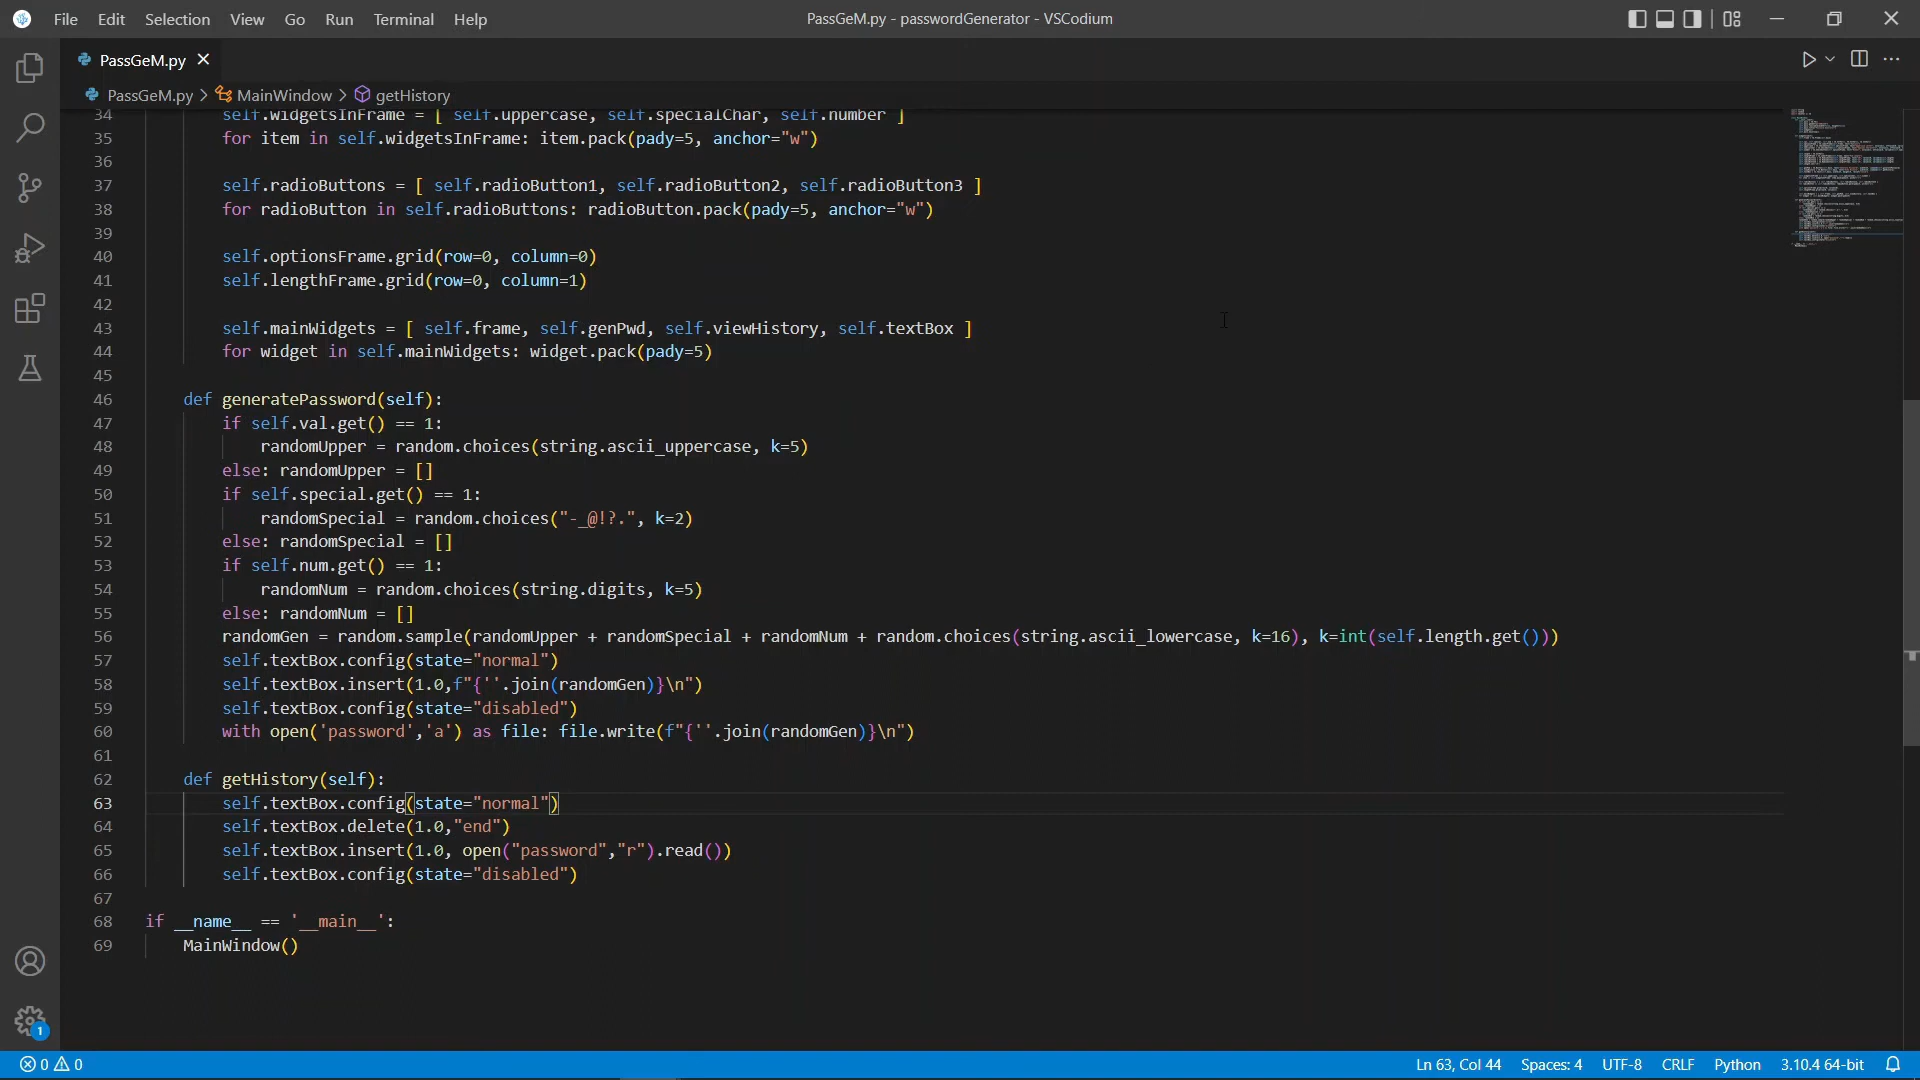 File Edit Selection View Go Run Terminal Help
PassGeM.py - passwordGenerator - VSCodium
PassGeM.py
PassGeM.py > MainWindow > getHistory
34 self.widgetsInFrame = [ self.uppercase, self.specialChar, self.number ]
35 for item in self.widgetsInFrame: item.pack(pady=5, anchor="w")
36
37 self.radioButtons = [ self.radioButton1, self.radioButton2, self.radioButton3 ]
38 for radioButton in self.radioButtons: radioButton.pack(pady=5, anchor="w")
39
40 self.optionsFrame.grid(row=0, column=0)
41 self.lengthFrame.grid(row=0, column=1)
42
43 self.mainWidgets = [ self.frame, self.genPwd, self.viewHistory, self.textBox ]
44 for widget in self.mainWidgets: widget.pack(pady=5)
45
46 def generatePassword(self):
47 if self.val.get() == 1:
48 randomUpper = random.choices(string.ascii_uppercase, k=5)
49 else: randomUpper = []
50 if self.special.get() == 1:
51 randomSpecial = random.choices("-_@!?.", k=2)
52 else: randomSpecial = []
53 if self.num.get() == 1:
54 randomNum = random.choices(string.digits, k=5)
55 else: randomNum = []
56 randomGen = random.sample(randomUpper + randomSpecial + randomNum + random.choices(string.ascii_lowercase, k=16), k=int(self.length.get()))
57 self.textBox.config(state="normal")
58 self.textBox.insert(1.0,f"{''.join(randomGen)}\n")
59 self.textBox.config(state="disabled")
60 with open('password','a') as file: file.write(f"{''.join(randomGen)}\n")
61
62 def getHistory(self):
63 self.textBox.config(state="normal")
64 self.textBox.delete(1.0,"end")
65 self.textBox.insert(1.0, open("password","r").read())
66 self.textBox.config(state="disabled")
67
68 if __name__ == '__main__':
69 MainWindow()
1
0 0 Ln 63, Col 44 Spaces: 4 UTF-8 CRLF Python 3.10.4 64-bit